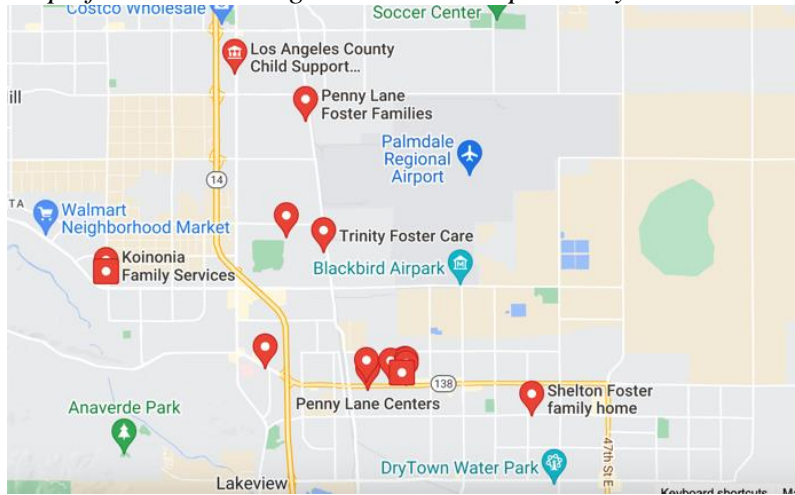 Costco Wholesale
Soccer Center
Los Angeles County
Child Support...
ill
Penny Lane
Foster Families
Palmdale
Regional
Airport
14
TA
Walmart
Neighborhood Market
Trinity Foster Care
Koinonia
Family Services
Blackbird Airpark
138
Penny Lane Centers
Shelton Foster
family home
Anaverde Park
47th St E
DryTown Water Park
Lakeview
Keyboard shortcuts